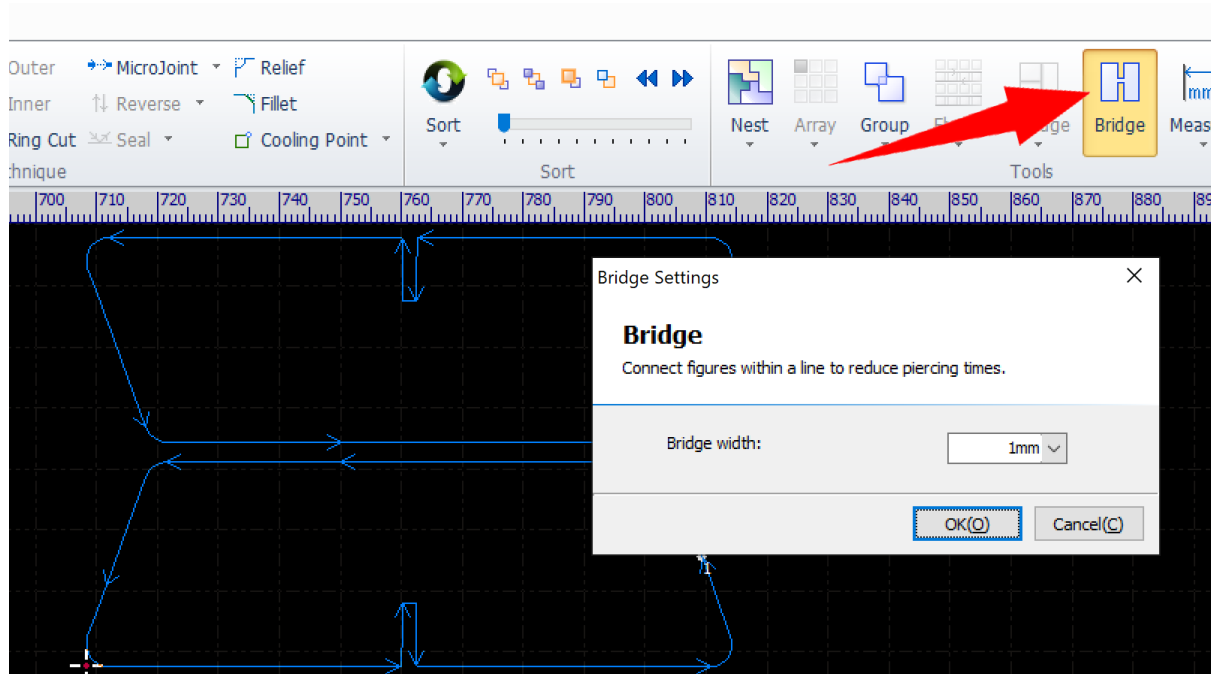 Outer MicroJoint Relief
Inner Reverse Fillet
Ring Cut Seal Cooling Point
Sort
Nest Array Group Bridge
Sort Tools
700 710 720 730 740 750 760 770 780 790 800 810 820 830 840 850 860 870 880
Bridge Settings
Bridge
Connect figures within a line to reduce piercing times.
Bridge width: 1mm
OK(O) Cancel(C)
1